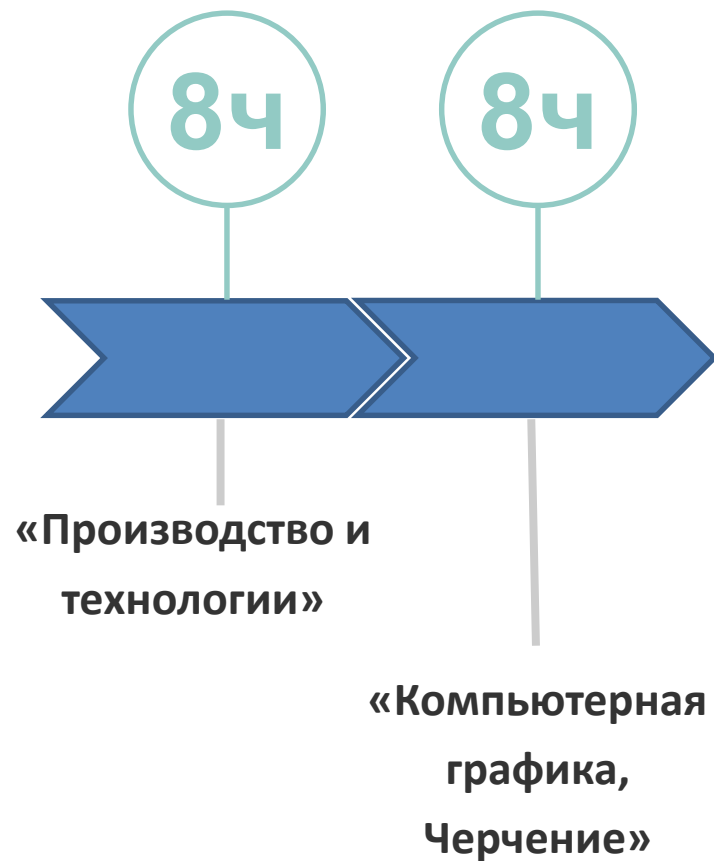 8ч
8ч
«Производство и
технологии»
«Компьютерная
графика,
Черчение»